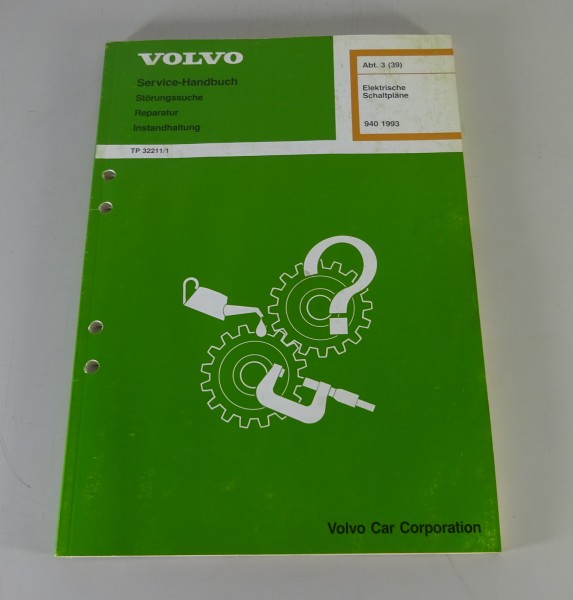 VOLVO
Service-Handbuch
Störungssuche
Reparatur
Instandhaltung
TP 32211/1
Abt. 3 (39)
Elektrische
Schaltpläne
940 1993
Volvo Car Corporation